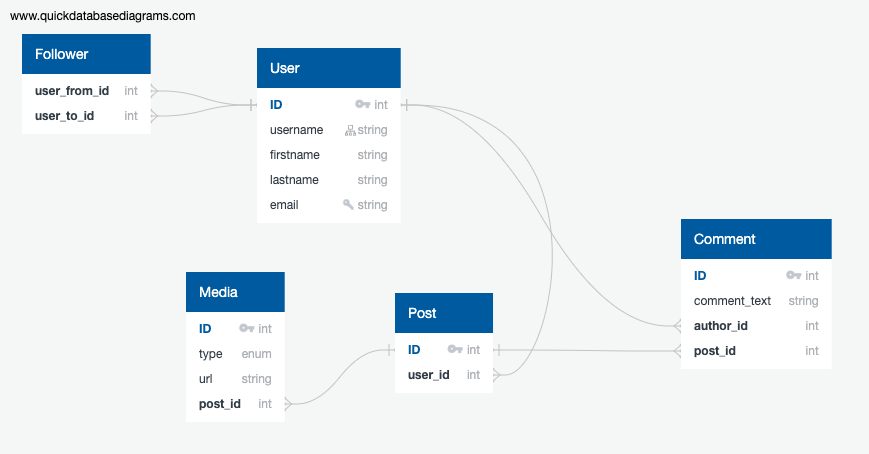 www.quickdatabasediagrams.com
Follower
user_from_id int
user_to_id int
User
ID int
username string
firstname string
lastname string
email string
Media
ID int
type enum
url string
post_id int
Post
ID int
user_id int
Comment
ID int
comment_text string
author_id int
post_id int